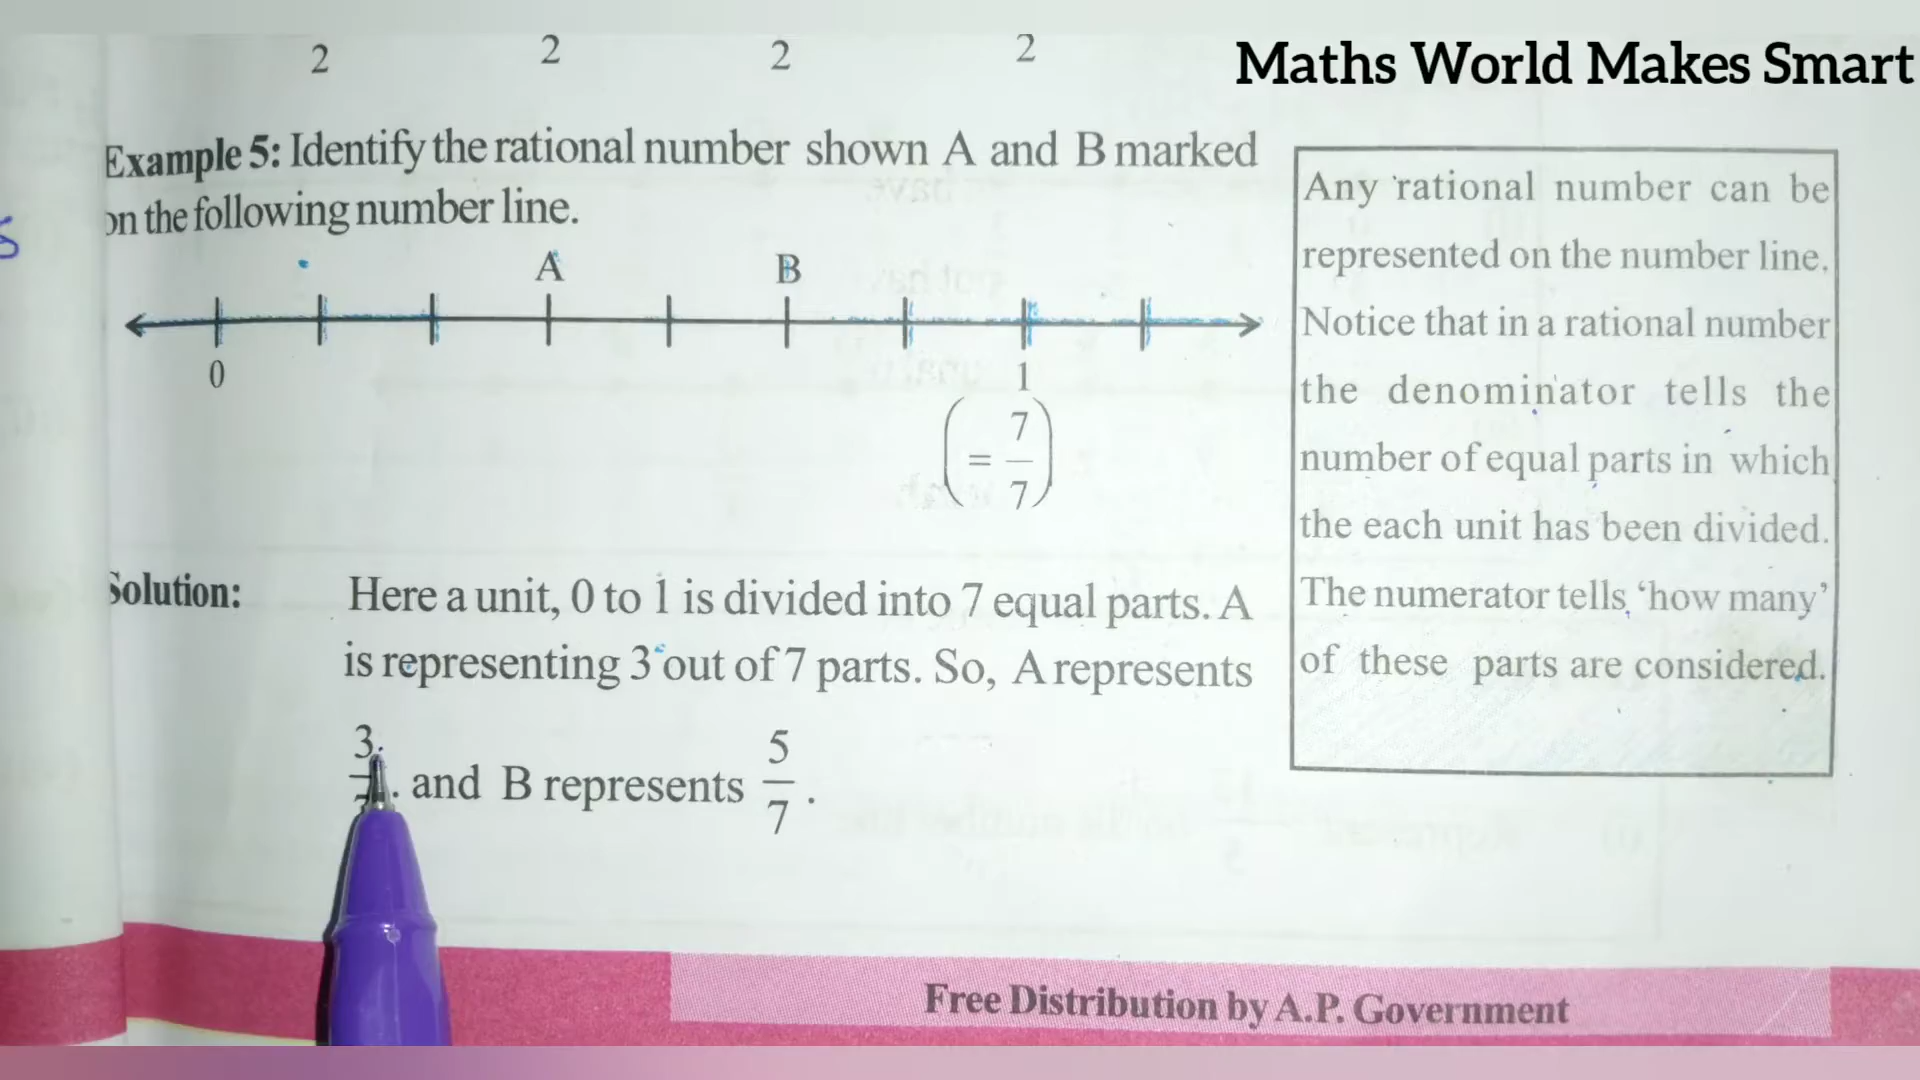 2 2 2 2
Maths World Makes Smart
Example 5: Identify the rational number shown A and B marked
on the following number line.
A B
0 1
( = 7/7 )
Solution: Here a unit, 0 to 1 is divided into 7 equal parts. A
is representing 3 out of 7 parts. So, A represents
3/7 . and B represents 5/7 .
Any rational number can be
represented on the number line.
Notice that in a rational number
the denominator tells the
number of equal parts in which
the each unit has been divided.
The numerator tells ‘how many’
of these parts are considered.
Free Distribution by A.P. Government